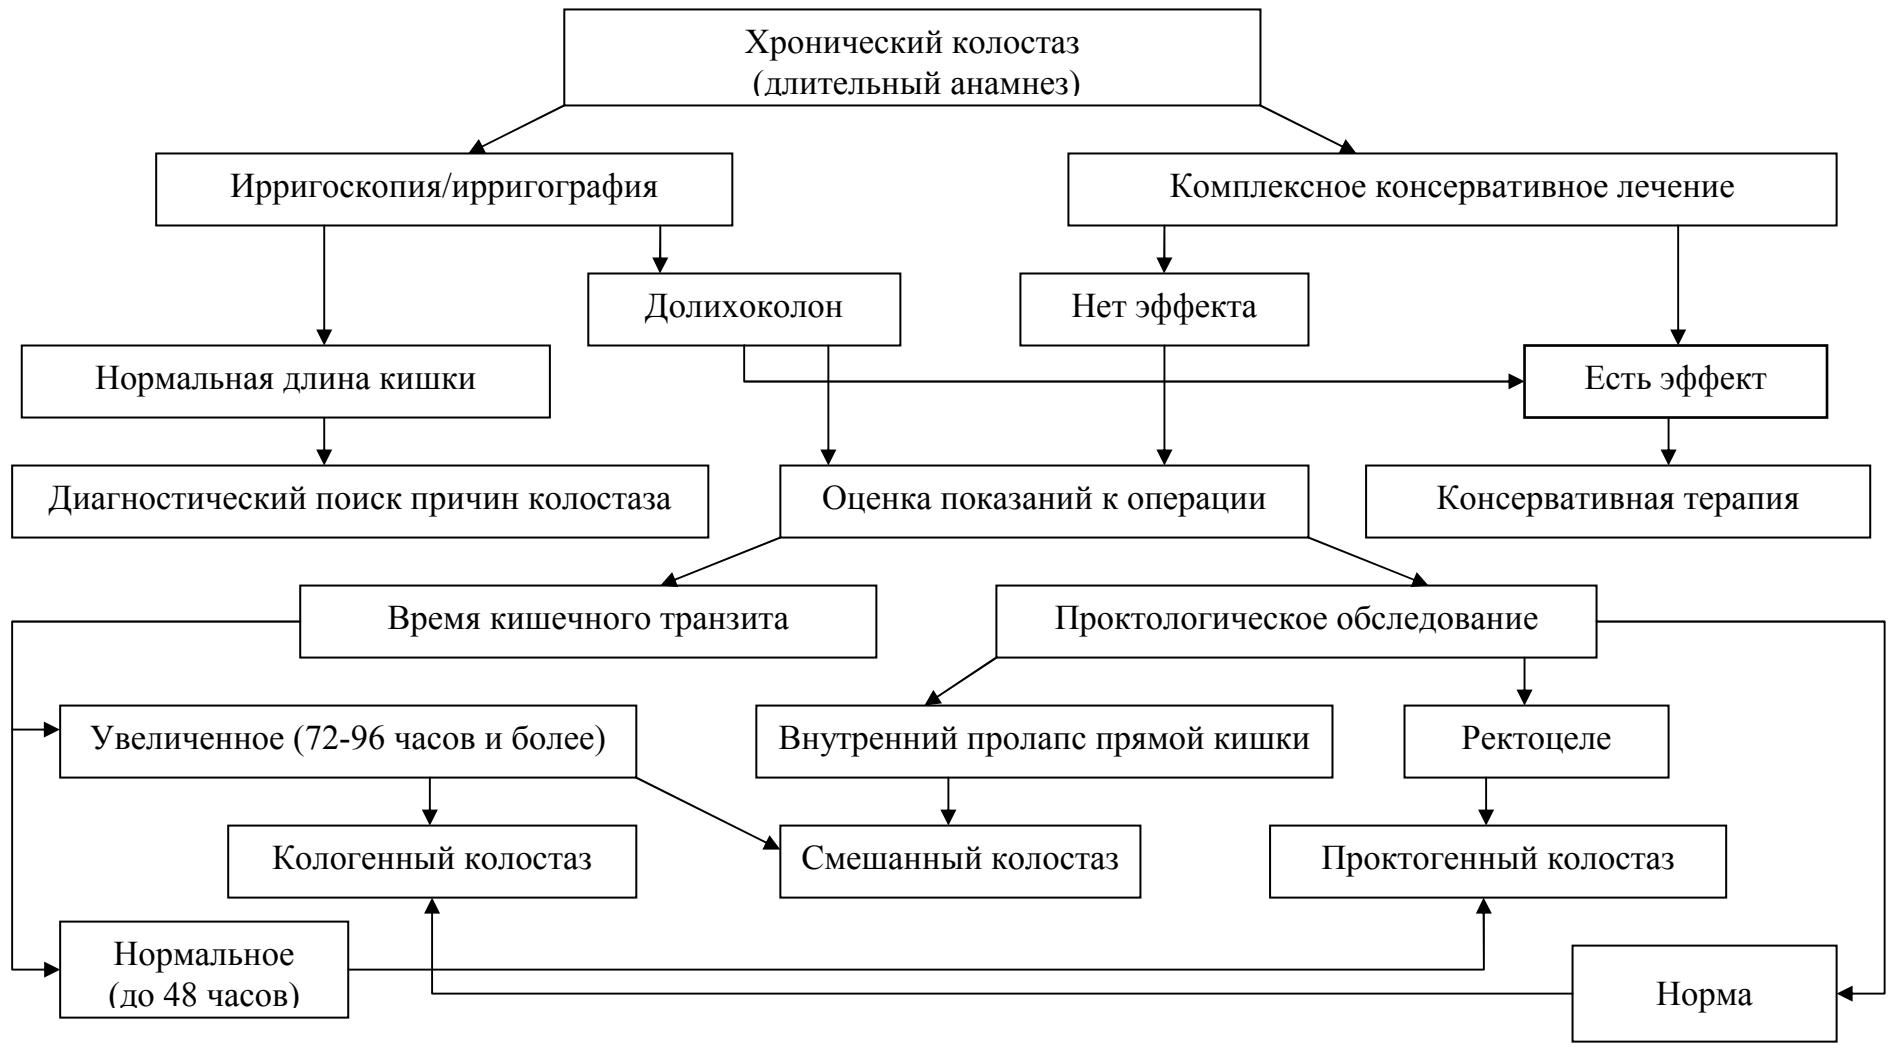 Хронический колостаз
(длительный анамнез)
Ирригоскопия/ирригография
Комплексное консервативное лечение
Долихоколон
Нет эффекта
Нормальная длина кишки
Есть эффект
Диагностический поиск причин колостаза
Оценка показаний к операции
Консервативная терапия
Время кишечного транзита
Проктологическое обследование
Увеличенное (72-96 часов и более)
Внутренний пролапс прямой кишки
Ректоцеле
Кологенный колостаз
Смешанный колостаз
Проктогенный колостаз
Нормальное
(до 48 часов)
Норма